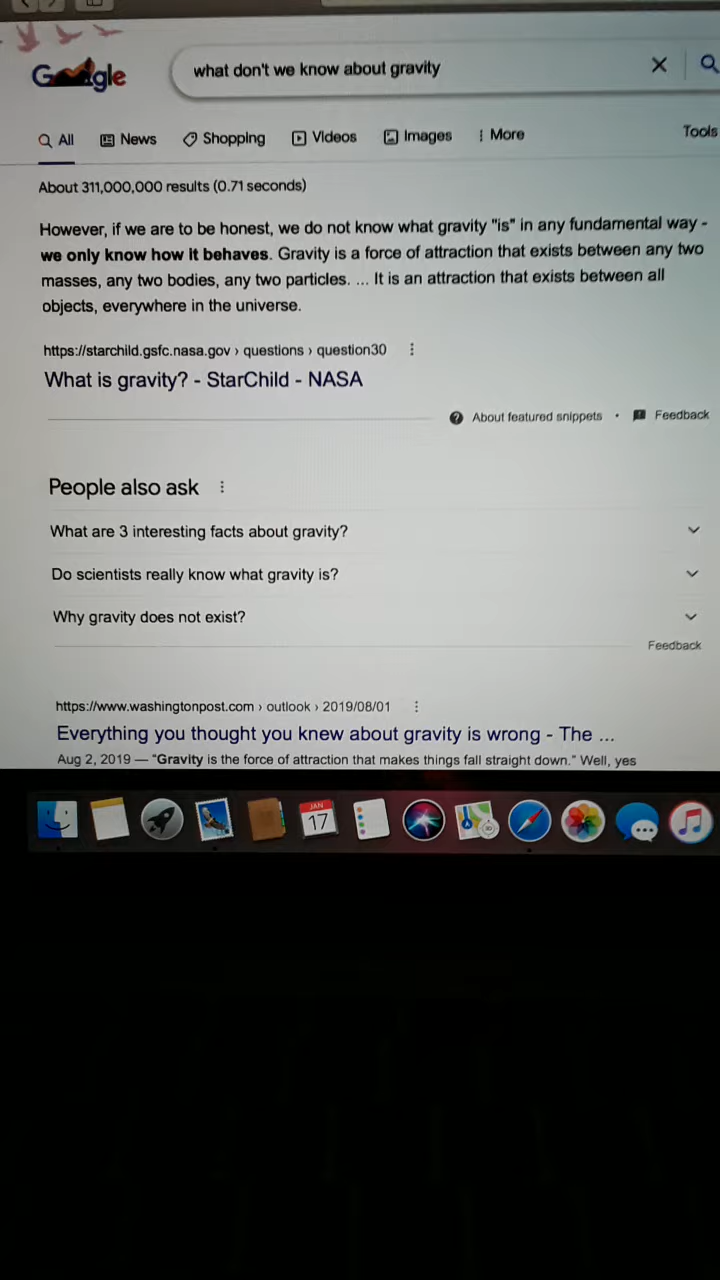 Google
what don't we know about gravity
All News Shopping Videos Images More Tools
About 311,000,000 results (0.71 seconds)
However, if we are to be honest, we do not know what gravity "is" in any fundamental way -
we only know how it behaves. Gravity is a force of attraction that exists between any two
masses, any two bodies, any two particles. ... It is an attraction that exists between all
objects, everywhere in the universe.
https://starchild.gsfc.nasa.gov › questions › question30
What is gravity? - StarChild - NASA
About featured snippets • Feedback
People also ask
What are 3 interesting facts about gravity?
Do scientists really know what gravity is?
Why gravity does not exist?
Feedback
https://www.washingtonpost.com › outlook › 2019/08/01
Everything you thought you knew about gravity is wrong - The ...
Aug 2, 2019 — "Gravity is the force of attraction that makes things fall straight down." Well, yes
JAN
17